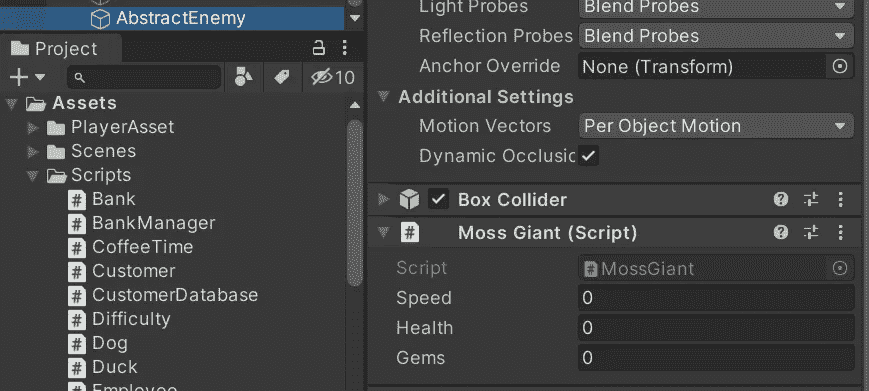 AbstractEnemy
Project
10
Assets
PlayerAsset
Scenes
Scripts
# Bank
# BankManager
# CoffeeTime
# Customer
# CustomerDatabase
# Difficulty
# Dog
# Duck
# Employee
Light Probes Blend Probes
Reflection Probes Blend Probes
Anchor Override None (Transform)
Additional Settings
Motion Vectors Per Object Motion
Dynamic Occlusic
Box Collider
# Moss Giant (Script)
Script # MossGiant
Speed 0
Health 0
Gems 0